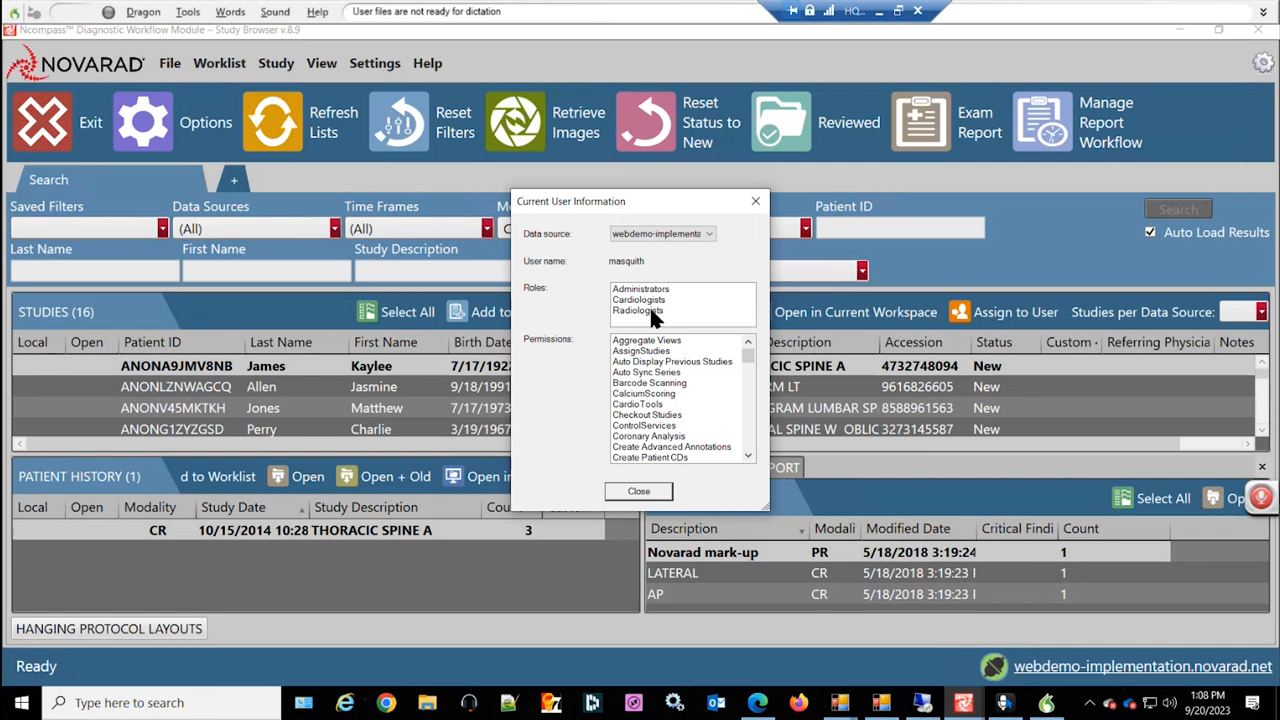 Dragon Tools Words Sound Help User files are not ready for dictation HQ...
Ncompass™ Diagnostic Workflow Module – Study Browser v.8.9
NOVARAD® File Worklist Study View Settings Help
Exit
Options
Refresh Lists
Reset Filters
Retrieve Images
Reset Status to New
Reviewed
Exam Report
Manage Report Workflow
Search +
Saved Filters Data Sources Time Frames Patient ID
(All) (All) Search
Last Name First Name Study Description Auto Load Results
Current User Information
Data source: webdemo-implementa
User name: masquith
Roles:
Administrators
Cardiologists
Radiologists
Permissions:
Aggregate Views
AssignStudies
Auto Display Previous Studies
Auto Sync Series
Barcode Scanning
CalciumScoring
CardioTools
Checkout Studies
ControlServices
Coronary Analysis
Create Advanced Annotations
Create Patient CDs
Close
STUDIES (16) Select All Add to Open in Current Workspace Assign to User Studies per Data Source:
Local Open Patient ID Last Name First Name Birth Date Description Accession Status Custom Referring Physicia Notes
ANONA9JMV8NB James Kaylee 7/17/1922 CIC SPINE A 4732748094 New
ANONLZNWAGCQ Allen Jasmine 9/18/1991 RM LT 9616826605 New
ANONV45MKTKH Jones Matthew 7/17/1973 GRAM LUMBAR SP 8588961563 New
ANONG1ZYZGSD Perry Charlie 3/19/1967 AL SPINE W OBLIC 3273145587 New
PATIENT HISTORY (1) d to Worklist Open Open + Old Open in
Local Open Modality Study Date Study Description Cou
CR 10/15/2014 10:28 THORACIC SPINE A 3
PORT
Select All Op
Description Modali Modified Date Critical Findi Count
Novarad mark-up PR 5/18/2018 3:19:24 1
LATERAL CR 5/18/2018 3:19:23 1
AP CR 5/18/2018 3:19:23 1
HANGING PROTOCOL LAYOUTS
Ready webdemo-implementation.novarad.net
Type here to search
1:08 PM
9/20/2023